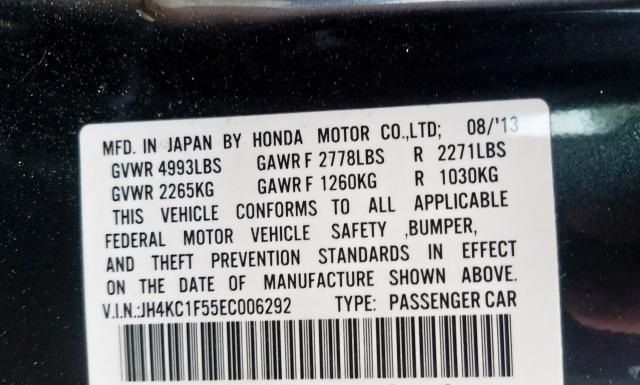 MFD. IN JAPAN BY HONDA MOTOR CO.,LTD; 08/'13
GVWR 4993LBS GAWR F 2778LBS R 2271LBS
GVWR 2265KG GAWR F 1260KG R 1030KG
THIS VEHICLE CONFORMS TO ALL APPLICABLE
FEDERAL MOTOR VEHICLE SAFETY ,BUMPER,
AND THEFT PREVENTION STANDARDS IN EFFECT
ON THE DATE OF MANUFACTURE SHOWN ABOVE.
V.I.N.:JH4KC1F55EC006292 TYPE: PASSENGER CAR